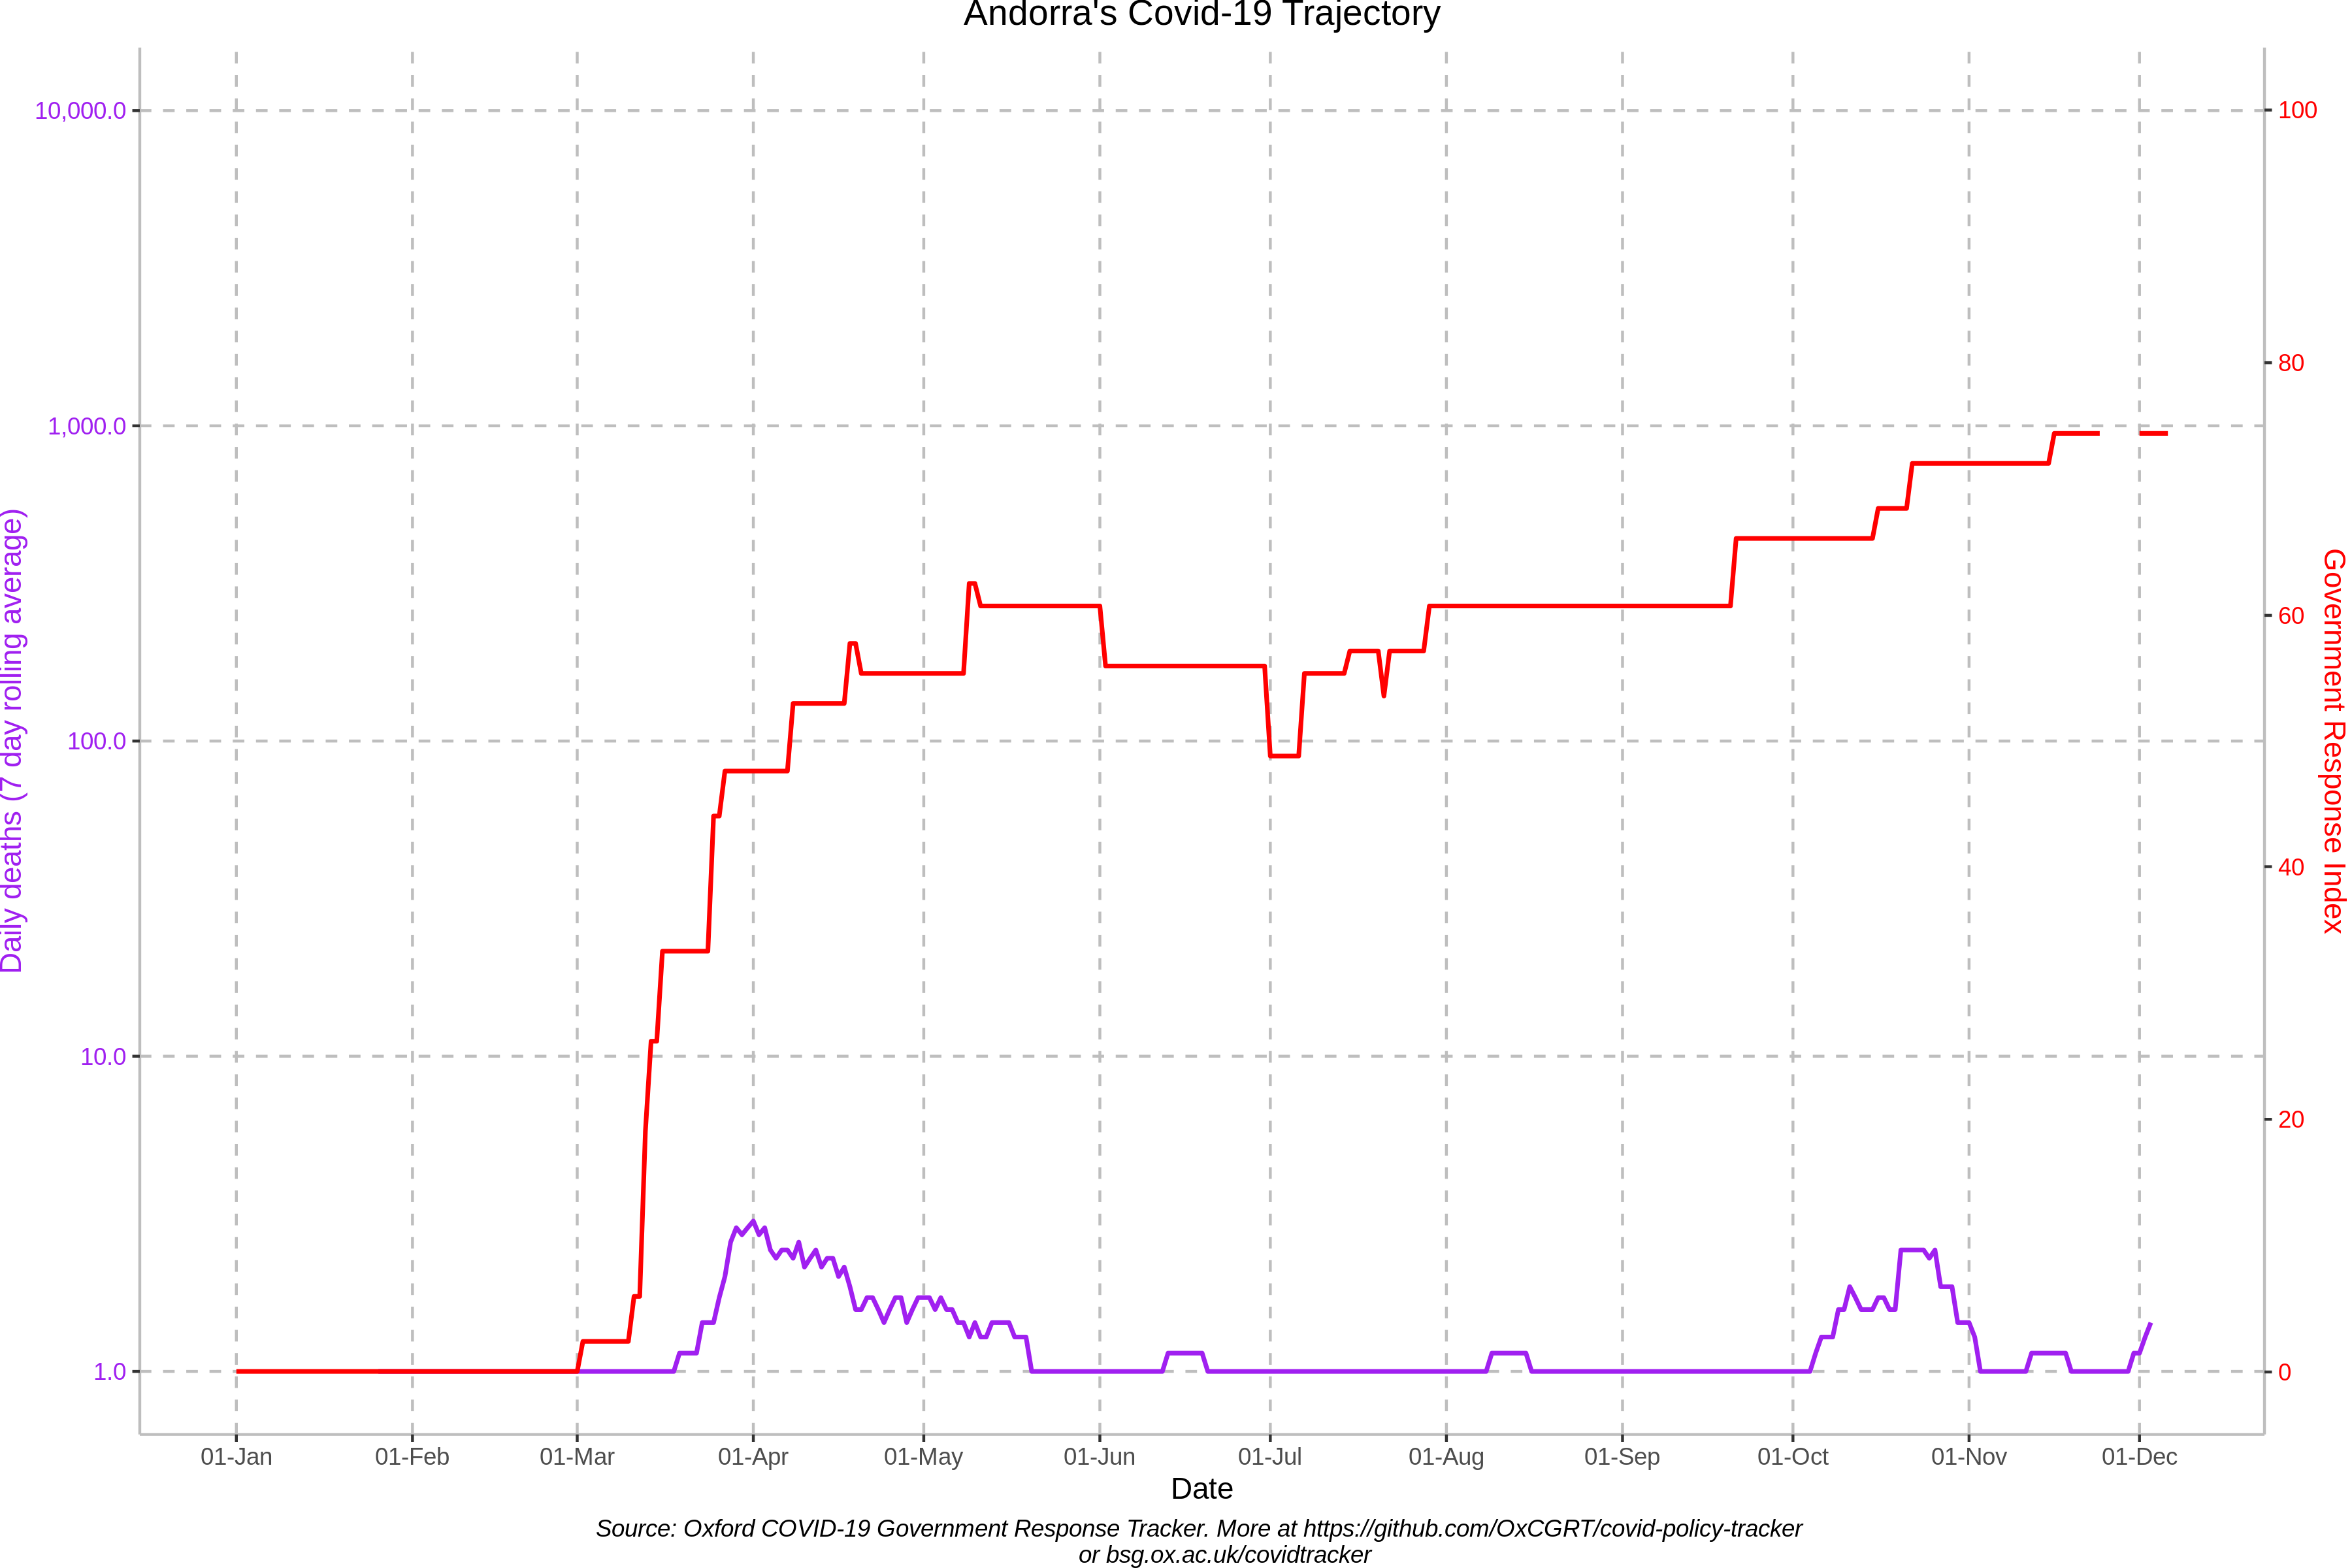 Andorra's Covid-19 Trajectory
10,000.0
1,000.0
100.0
10.0
1.0
Daily deaths (7 day rolling average)
100
80
60
40
20
0
Government Response Index
01-Jan 01-Feb 01-Mar 01-Apr 01-May 01-Jun 01-Jul 01-Aug 01-Sep 01-Oct 01-Nov 01-Dec
Date
Source: Oxford COVID-19 Government Response Tracker. More at https://github.com/OxCGRT/covid-policy-tracker
or bsg.ox.ac.uk/covidtracker